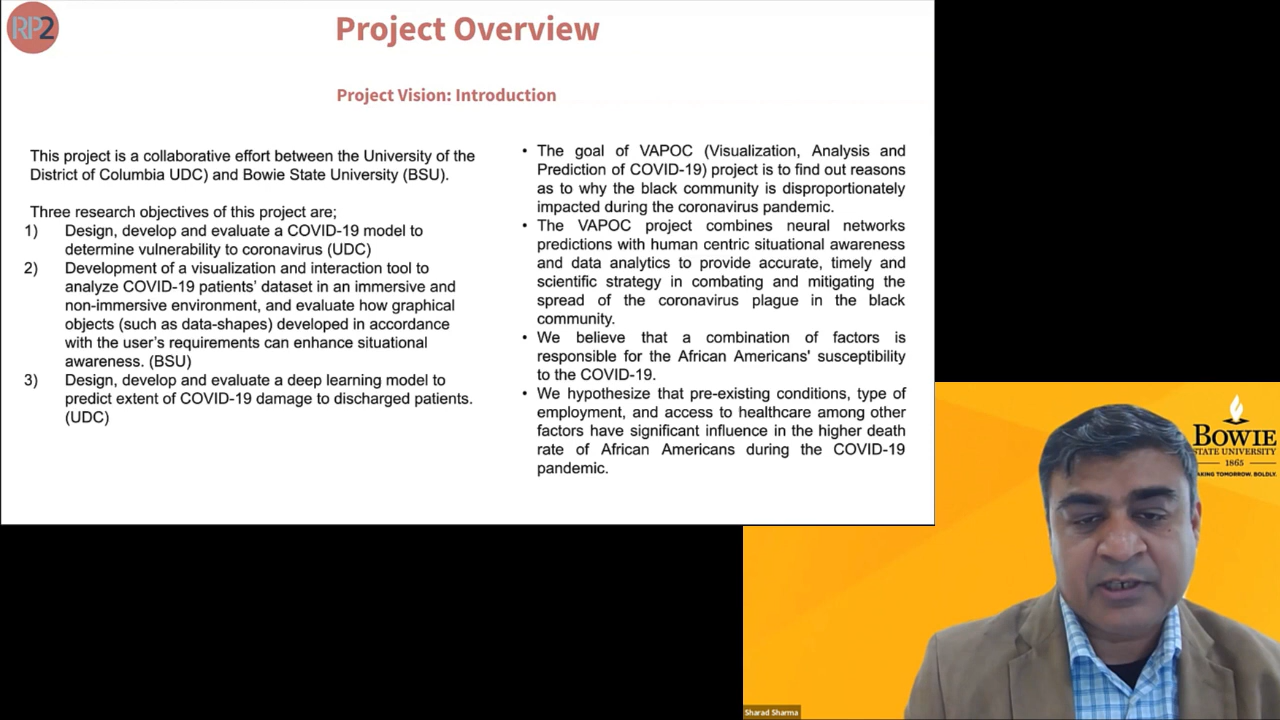 RP2
Project Overview
Project Vision: Introduction
This project is a collaborative effort between the University of the
District of Columbia UDC) and Bowie State University (BSU).
Three research objectives of this project are;
1) Design, develop and evaluate a COVID-19 model to
determine vulnerability to coronavirus (UDC)
2) Development of a visualization and interaction tool to
analyze COVID-19 patients' dataset in an immersive and
non-immersive environment, and evaluate how graphical
objects (such as data-shapes) developed in accordance
with the user's requirements can enhance situational
awareness. (BSU)
3) Design, develop and evaluate a deep learning model to
predict extent of COVID-19 damage to discharged patients.
(UDC)
• The goal of VAPOC (Visualization, Analysis and
Prediction of COVID-19) project is to find out reasons
as to why the black community is disproportionately
impacted during the coronavirus pandemic.
• The VAPOC project combines neural networks
predictions with human centric situational awareness
and data analytics to provide accurate, timely and
scientific strategy in combating and mitigating the
spread of the coronavirus plague in the black
community.
• We believe that a combination of factors is
responsible for the African Americans' susceptibility
to the COVID-19.
• We hypothesize that pre-existing conditions, type of
employment, and access to healthcare among other
factors have significant influence in the higher death
rate of African Americans during the COVID-19
pandemic.
BOWIE
STATE UNIVERSITY
1865
AKING TOMORROW. BOLDLY.
Sharad Sharma